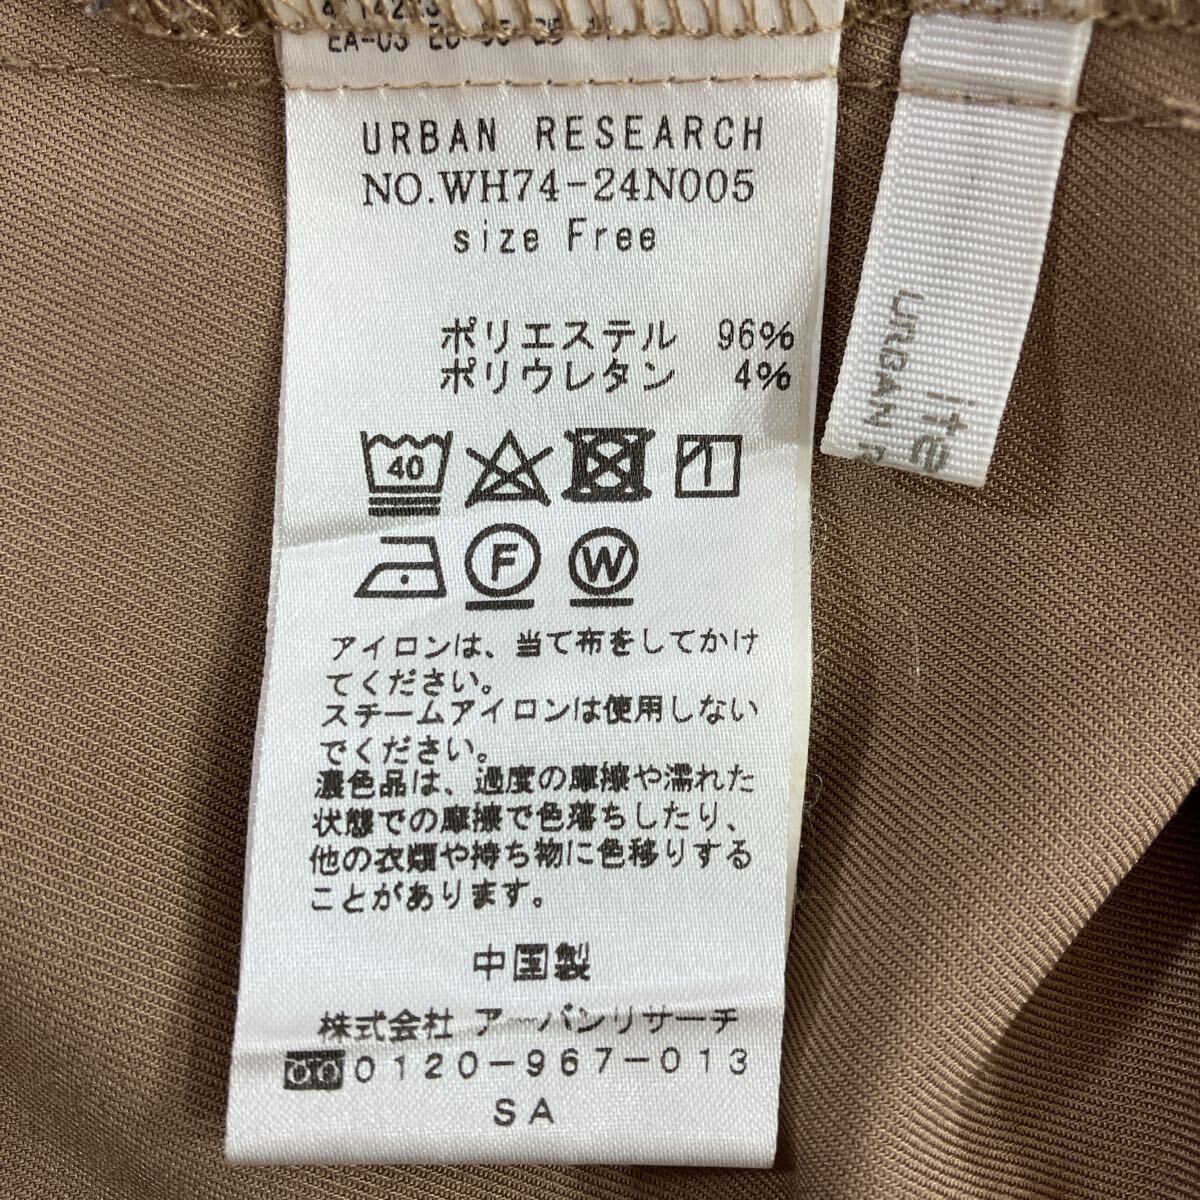 URBAN RESEARCH
NO.WH74-24N005
size Free
ポリエステル 96%
ポリウレタン 4%
40
F W
アイロンは、当て布をしてかけ
てください。
スチームアイロンは使用しない
でください。
濃色品は、過度の摩擦や濡れた
状態での摩擦で色落ちしたり、
他の衣類や持ち物に色移りする
ことがあります。
中国製
株式会社 アーバンリサーチ
0120-967-013
SA
ite
URBAN